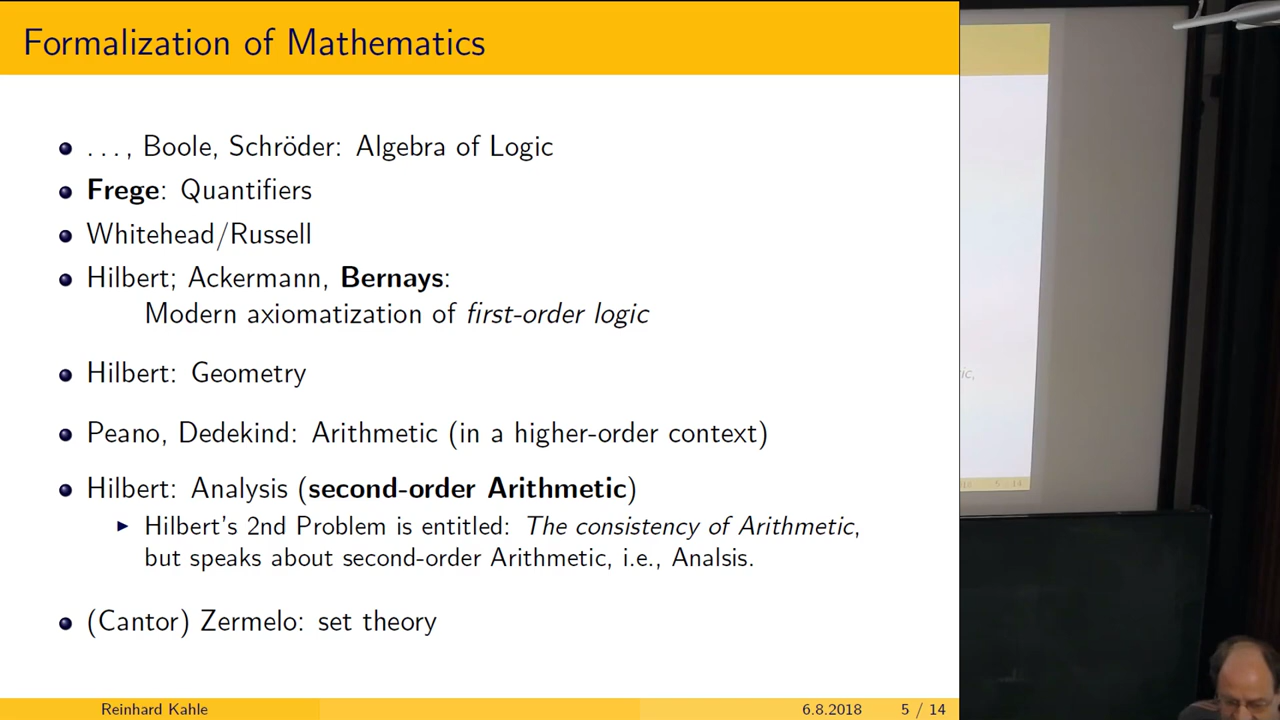 Formalization of Mathematics
. . . , Boole, Schröder: Algebra of Logic
Frege: Quantifiers
Whitehead/Russell
Hilbert; Ackermann, Bernays:
Modern axiomatization of first-order logic
Hilbert: Geometry
Peano, Dedekind: Arithmetic (in a higher-order context)
Hilbert: Analysis (second-order Arithmetic)
Hilbert's 2nd Problem is entitled: The consistency of Arithmetic,
but speaks about second-order Arithmetic, i.e., Analsis.
(Cantor) Zermelo: set theory
Reinhard Kahle 6.8.2018 5 / 14
ic,
5 / 14